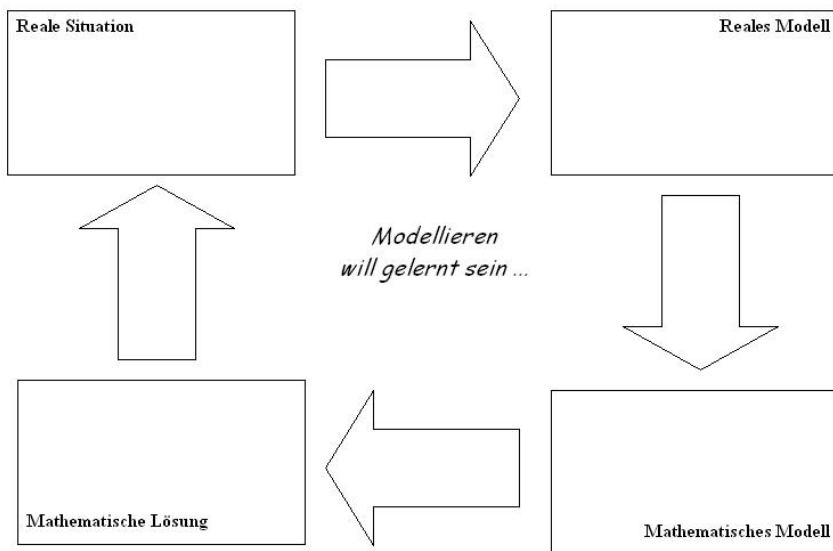 Reale Situation
Reales Modell
Modellieren
will gelernt sein ...
Mathematische Lösung
Mathematisches Modell